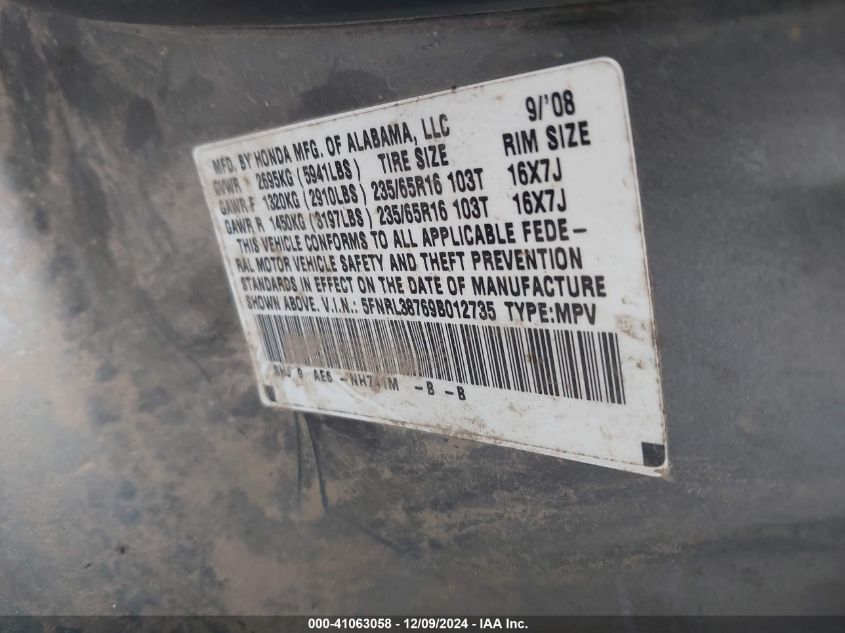 MFD. BY HONDA MFG. OF ALABAMA, LLC 9/'08
GVWR 2695KG (5941LBS) TIRE SIZE RIM SIZE
GAWR F 1320KG (2910LBS) 235/65R16 103T 16X7J
GAWR R 1450KG (3197LBS) 235/65R16 103T 16X7J
THIS VEHICLE CONFORMS TO ALL APPLICABLE FEDE-
RAL MOTOR VEHICLE SAFETY AND THEFT PREVENTION
STANDARDS IN EFFECT ON THE DATE OF MANUFACTURE
SHOWN ABOVE. V.I.N.: 5FNRL38769B012735 TYPE:MPV
AE6 -B -B
000-41063058 - 12/09/2024 - IAA Inc.